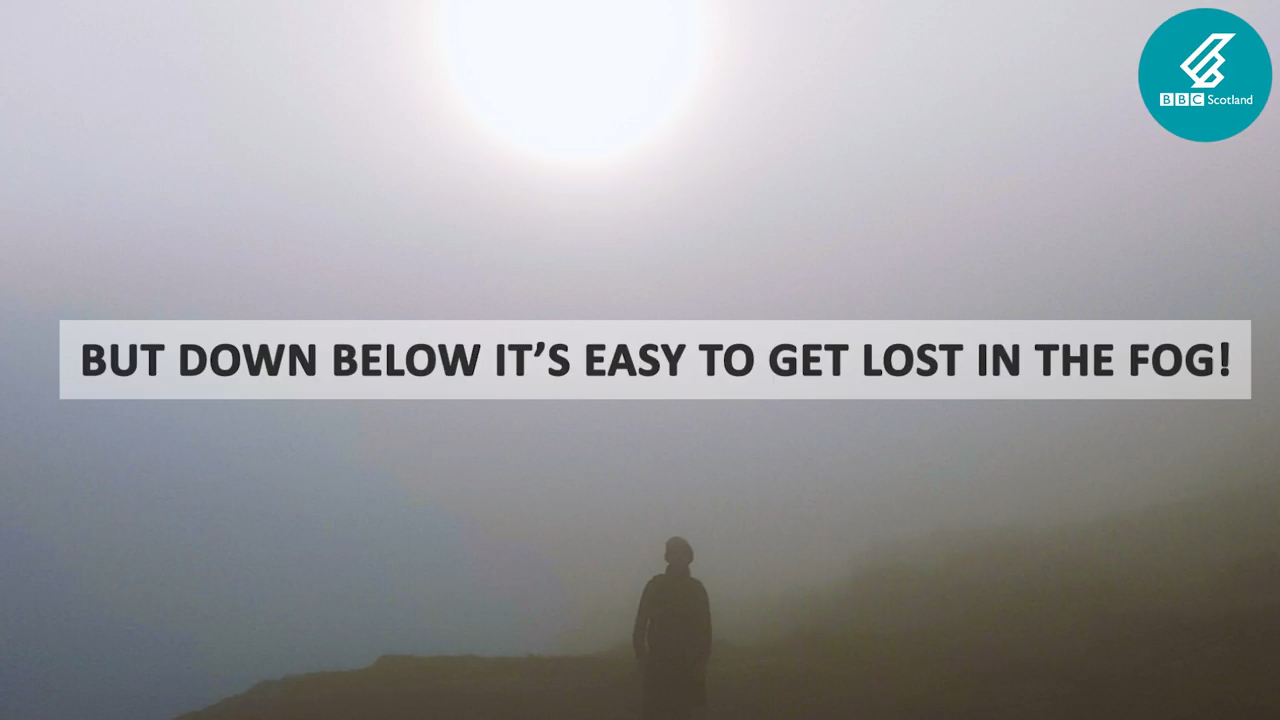 BBC Scotland
BUT DOWN BELOW IT’S EASY TO GET LOST IN THE FOG!